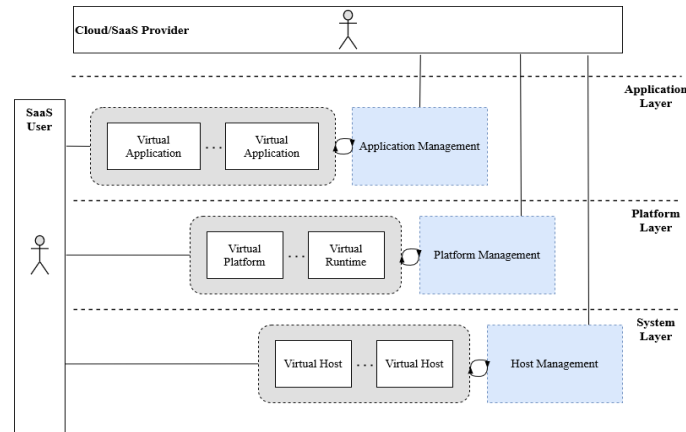 Cloud/SaaS Provider
Application
Layer
SaaS
User
Virtual
Application
...
Virtual
Application
Application Management
Platform
Layer
Virtual
Platform
...
Virtual
Runtime
Platform Management
System
Layer
Virtual Host
...
Virtual Host
Host Management